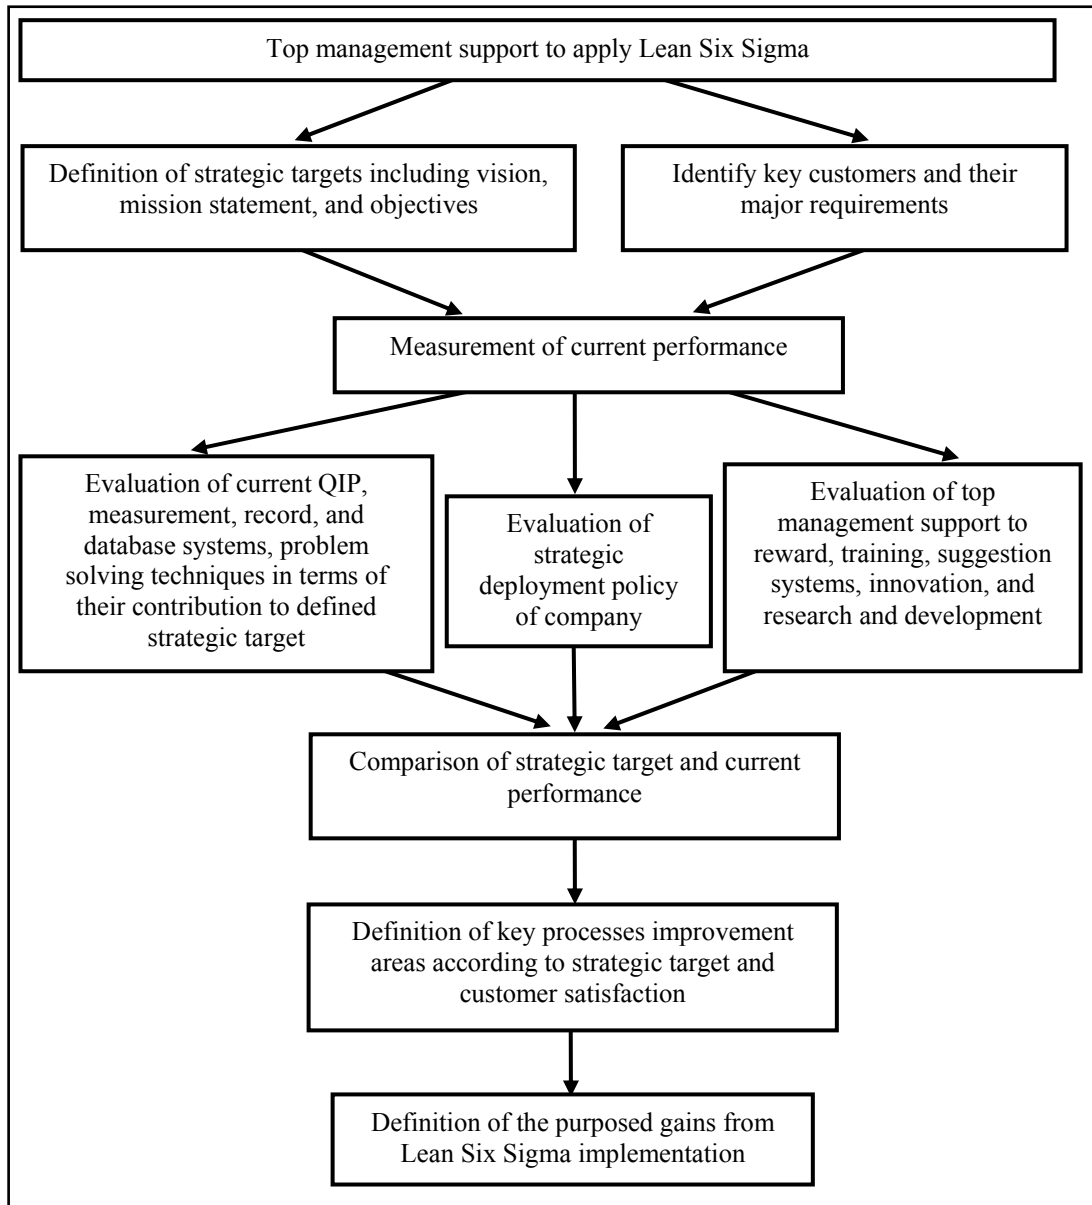 Top management support to apply Lean Six Sigma
Definition of strategic targets including vision,
mission statement, and objectives
Identify key customers and their
major requirements
Measurement of current performance
Evaluation of current QIP,
measurement, record, and
database systems, problem
solving techniques in terms of
their contribution to defined
strategic target
Evaluation of
strategic
deployment policy
of company
Evaluation of top
management support to
reward, training, suggestion
systems, innovation, and
research and development
Comparison of strategic target and current
performance
Definition of key processes improvement
areas according to strategic target and
customer satisfaction
Definition of the purposed gains from
Lean Six Sigma implementation